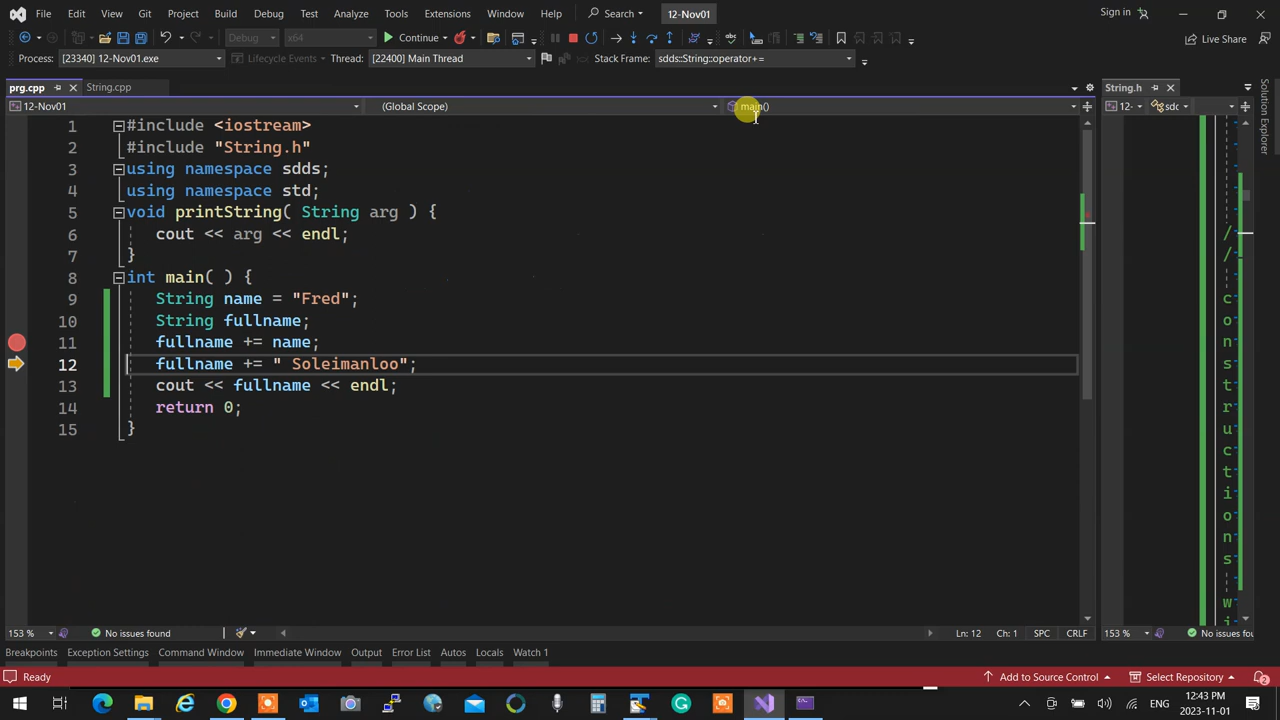 File Edit View Git Project Build Debug Test Analyze Tools Extensions Window Help Search 12-Nov01 Sign in
Debug x64 Continue Live Share
Process: [23340] 12-Nov01.exe Lifecycle Events Thread: [22400] Main Thread Stack Frame: sdds::String::operator+=
prg.cpp String.cpp String.h
12-Nov01 (Global Scope) main() 12- sdc
1 #include <iostream>
2 #include "String.h"
3 using namespace sdds;
4 using namespace std;
5 void printString( String arg ) {
6 cout << arg << endl;
7 }
8 int main( ) {
9 String name = "Fred";
10 String fullname;
11 fullname += name;
12 fullname += " Soleimanloo";
13 cout << fullname << endl;
14 return 0;
15 }
/
/
c
o
n
s
t
r
u
c
t
i
o
n
s
w
i
Solution Explorer
153 % No issues found Ln: 12 Ch: 1 SPC CRLF 153 % No issues fou
Breakpoints Exception Settings Command Window Immediate Window Output Error List Autos Locals Watch 1
Ready Add to Source Control Select Repository 2
ENG 12:43 PM
2023-11-01 2